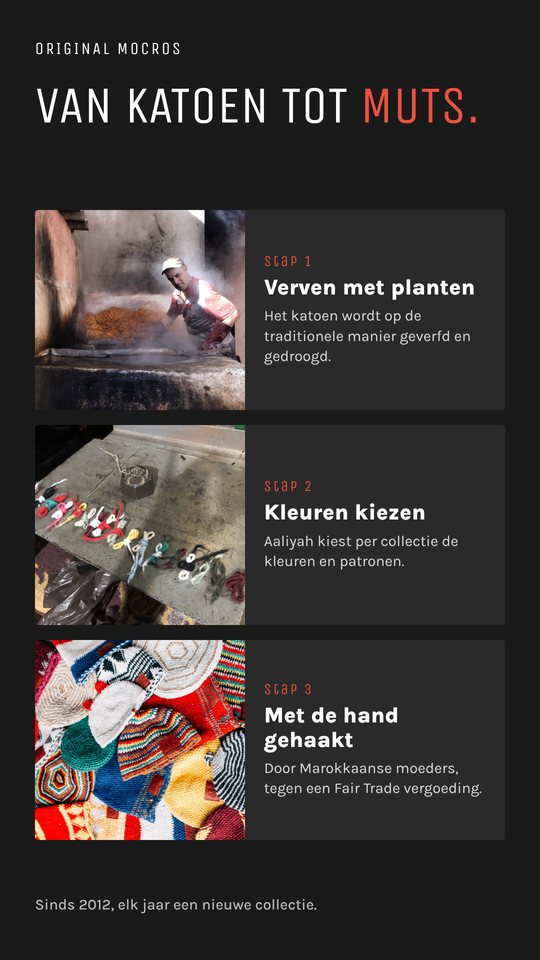 ORIGINAL MOCROS
VAN KATOEN TOT MUTS.
Stap 1
Verven met planten
Het katoen wordt op de
traditionele manier geverfd en
gedroogd.
Stap 2
Kleuren kiezen
Aaliyah kiest per collectie de
kleuren en patronen.
Stap 3
Met de hand
gehaakt
Door Marokkaanse moeders,
tegen een Fair Trade vergoeding.
Sinds 2012, elk jaar een nieuwe collectie.